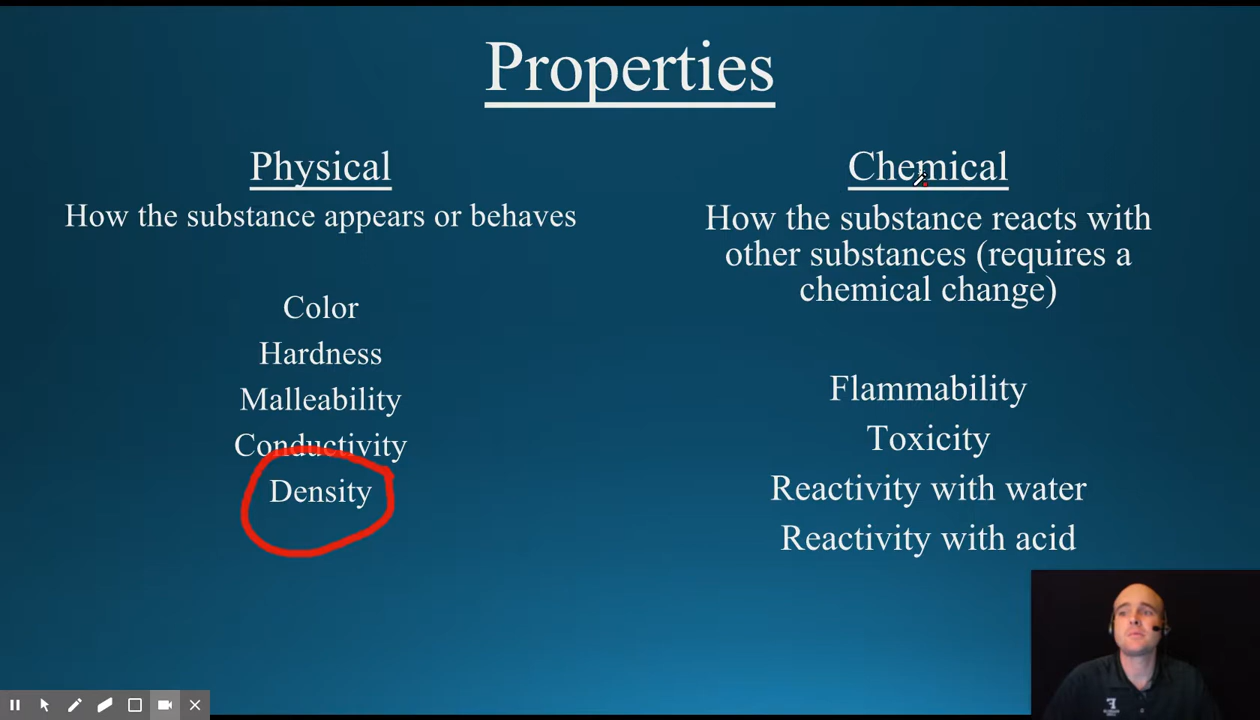 Properties
Physical
How the substance appears or behaves
Color
Hardness
Malleability
Conductivity
Density
Chemical
How the substance reacts with
other substances (requires a
chemical change)
Flammability
Toxicity
Reactivity with water
Reactivity with acid